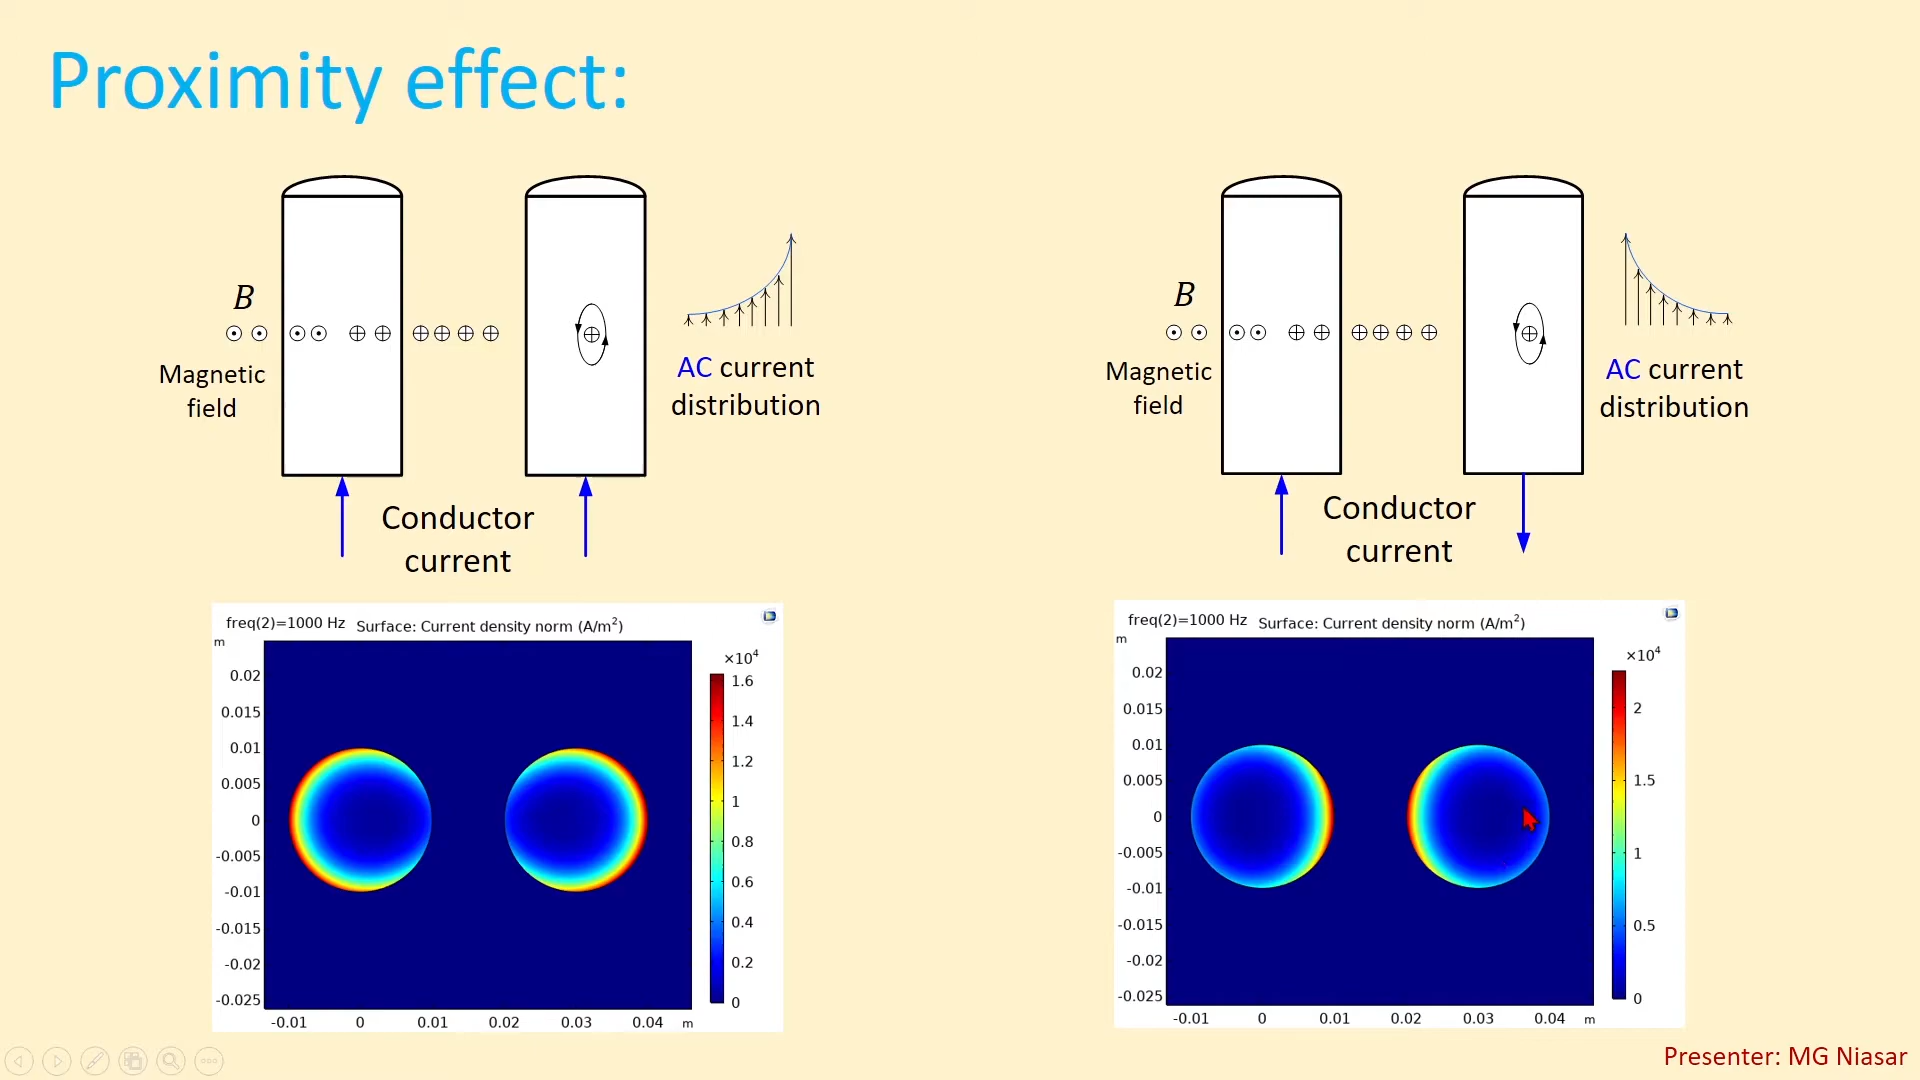 Proximity effect:
B
Magnetic
field
AC current
distribution
Conductor
current
B
Magnetic
field
AC current
distribution
Conductor
current
freq(2)=1000 Hz Surface: Current density norm (A/m²)
m
×10⁴
0.02
0.015
0.01
0.005
0
-0.005
-0.01
-0.015
-0.02
-0.025
-0.01 0 0.01 0.02 0.03 0.04 m
1.6
1.4
1.2
1
0.8
0.6
0.4
0.2
0
freq(2)=1000 Hz Surface: Current density norm (A/m²)
m
×10⁴
0.02
0.015
0.01
0.005
0
-0.005
-0.01
-0.015
-0.02
-0.025
-0.01 0 0.01 0.02 0.03 0.04 m
2
1.5
1
0.5
0
Presenter: MG Niasar